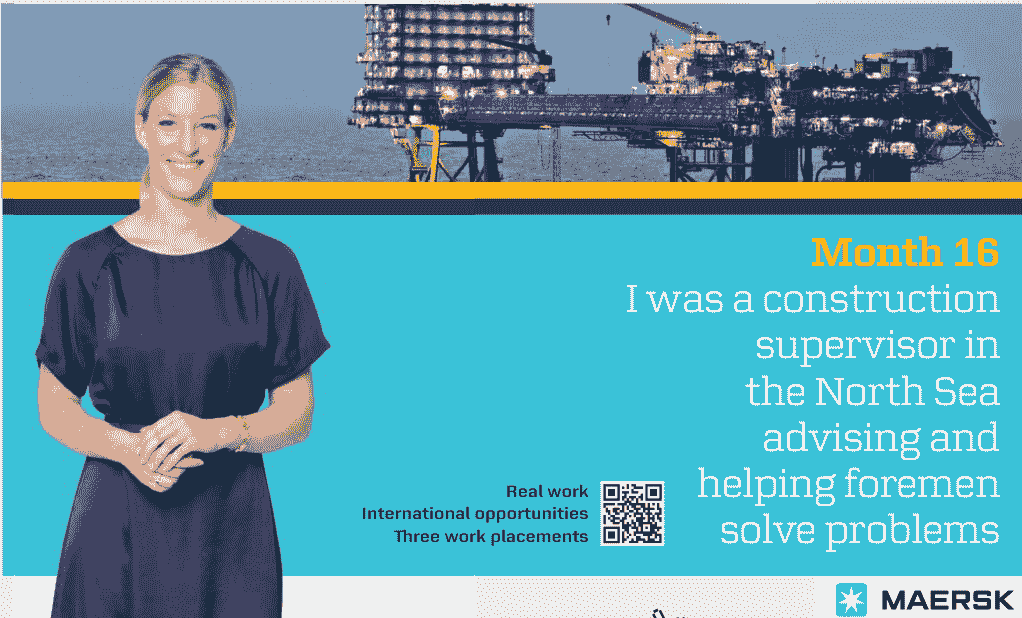 Month 16
I was a construction
supervisor in
the North Sea
advising and
helping foremen
solve problems
Real work
International opportunities
Three work placements
MAERSK